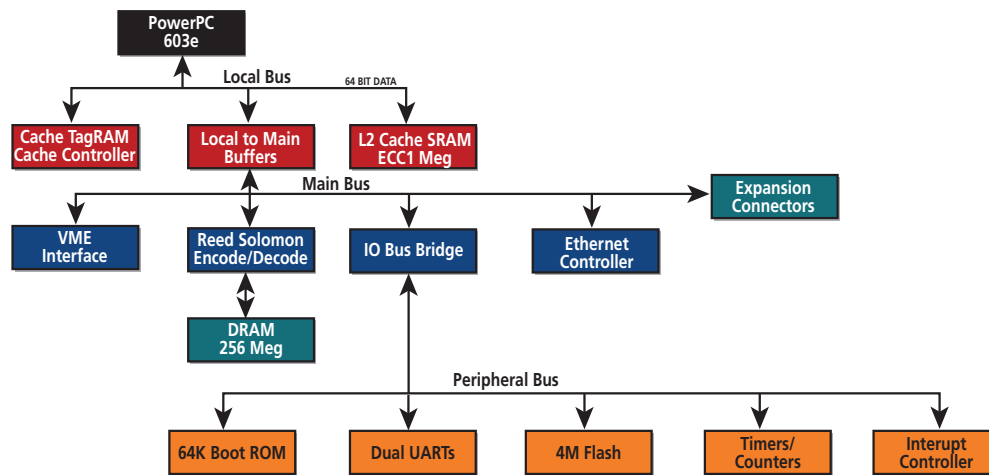 PowerPC
603e
Local Bus
64 BIT DATA
Cache TagRAM
Cache Controller
Local to Main
Buffers
L2 Cache SRAM
ECC1 Meg
Main Bus
Expansion
Connectors
VME
Interface
Reed Solomon
Encode/Decode
IO Bus Bridge
Ethernet
Controller
DRAM
256 Meg
Peripheral Bus
64K Boot ROM
Dual UARTs
4M Flash
Timers/
Counters
Interupt
Controller